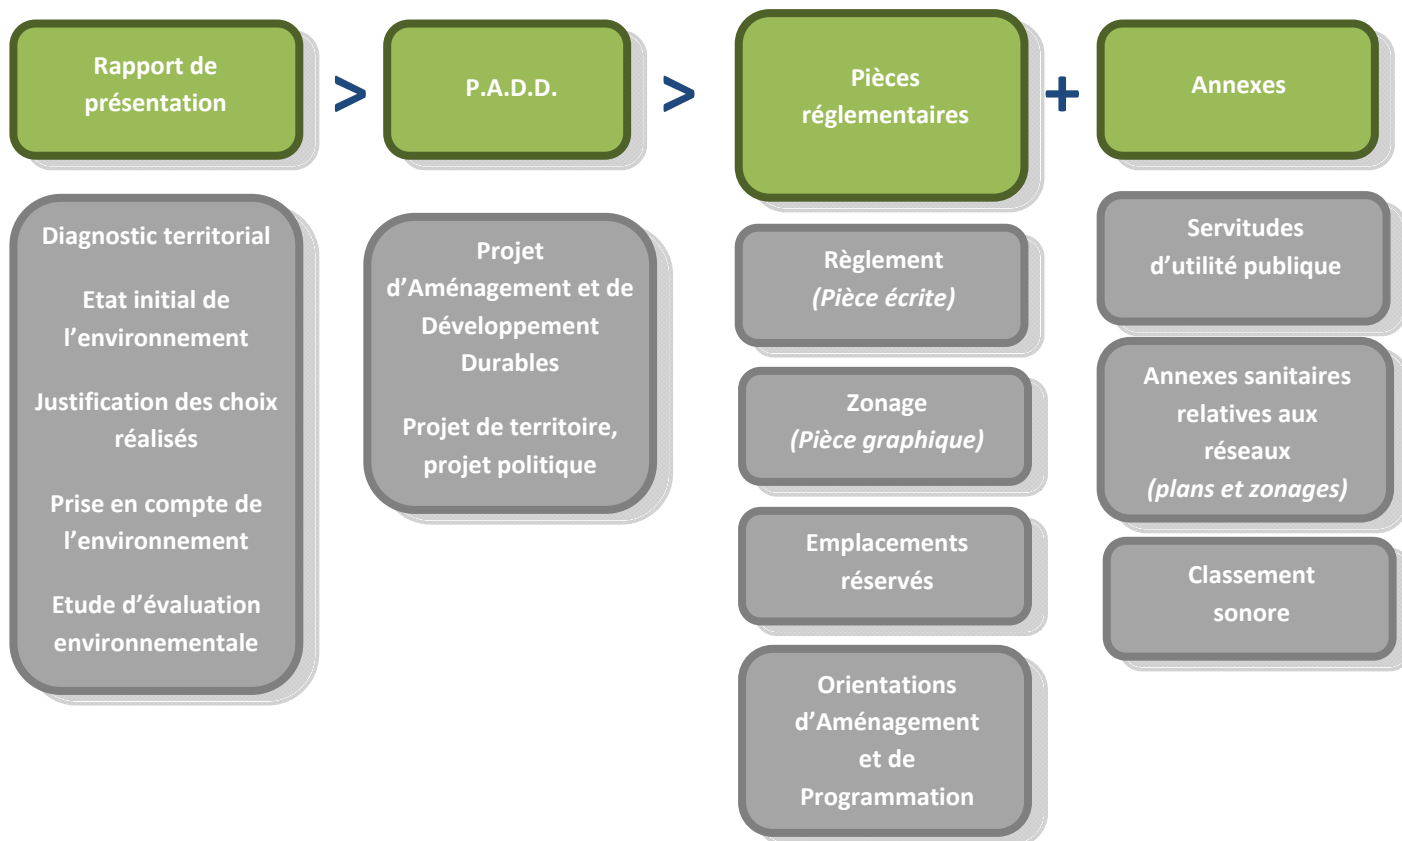 Rapport de
présentation
>
P.A.D.D.
>
Pièces
réglementaires
+
Annexes
Diagnostic territorial
Etat initial de
l’environnement
Justification des choix
réalisés
Prise en compte de
l’environnement
Etude d’évaluation
environnementale
Projet
d’Aménagement et de
Développement
Durables
Projet de territoire,
projet politique
Règlement
(Pièce écrite)
Zonage
(Pièce graphique)
Emplacements
réservés
Orientations
d’Aménagement
et de
Programmation
Servitudes
d’utilité publique
Annexes sanitaires
relatives aux
réseaux
(plans et zonages)
Classement
sonore